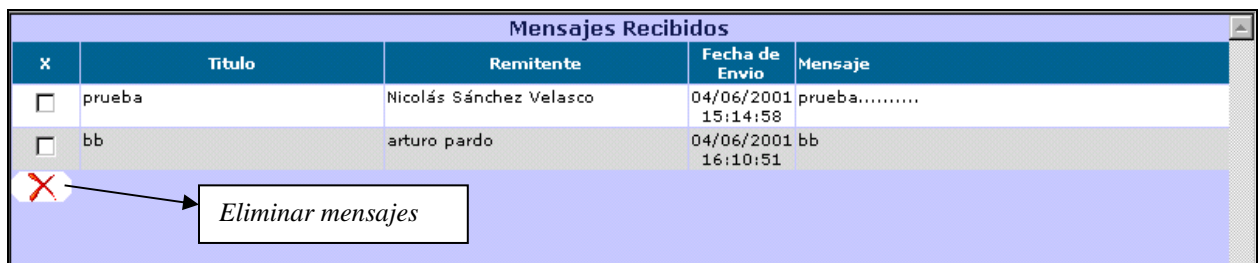 Mensajes Recibidos
X Titulo Remitente Fecha de Envio Mensaje
prueba Nicolás Sánchez Velasco 04/06/2001 15:14:58 prueba..........
bb arturo pardo 04/06/2001 16:10:51 bb
Eliminar mensajes